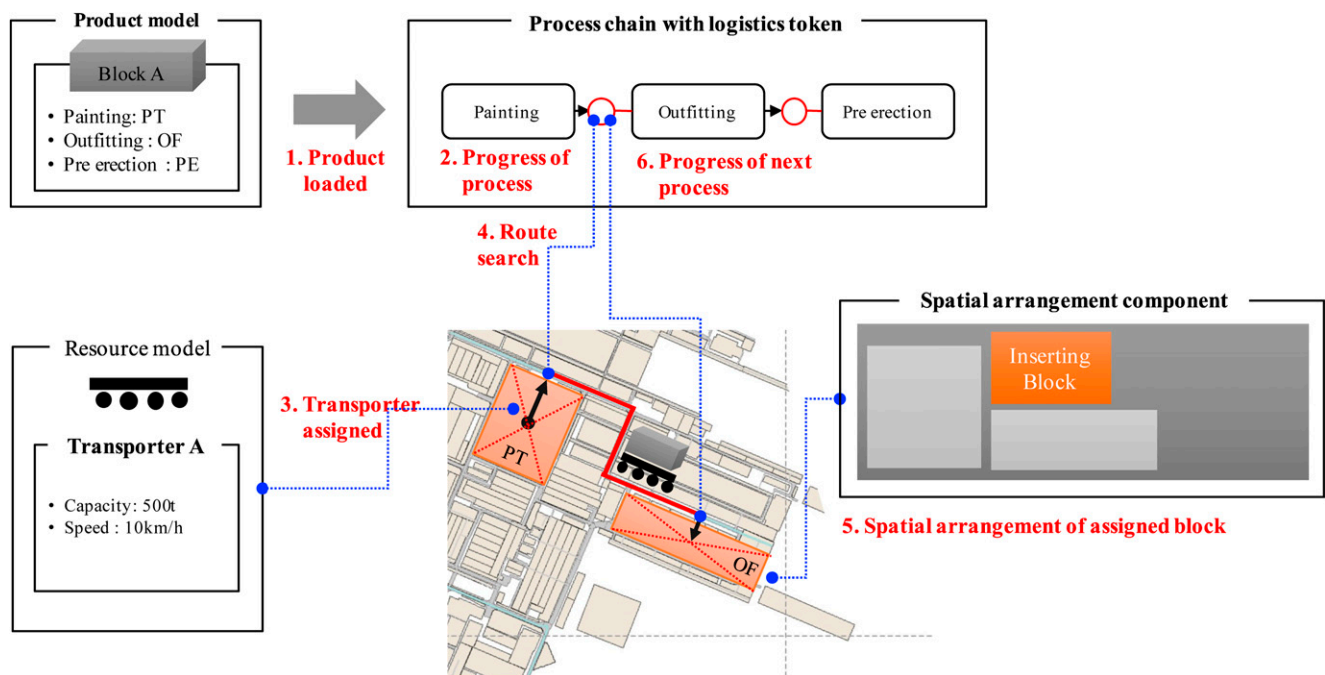 Product model
Block A
• Painting: PT
• Outfitting : OF
• Pre erection : PE
1. Product
loaded
Process chain with logistics token
Painting
Outfitting
Pre erection
2. Progress of
process
6. Progress of next
process
4. Route
search
Resource model
Transporter A
• Capacity: 500t
• Speed : 10km/h
3. Transporter
assigned
PT
OF
Spatial arrangement component
Inserting
Block
5. Spatial arrangement of assigned block